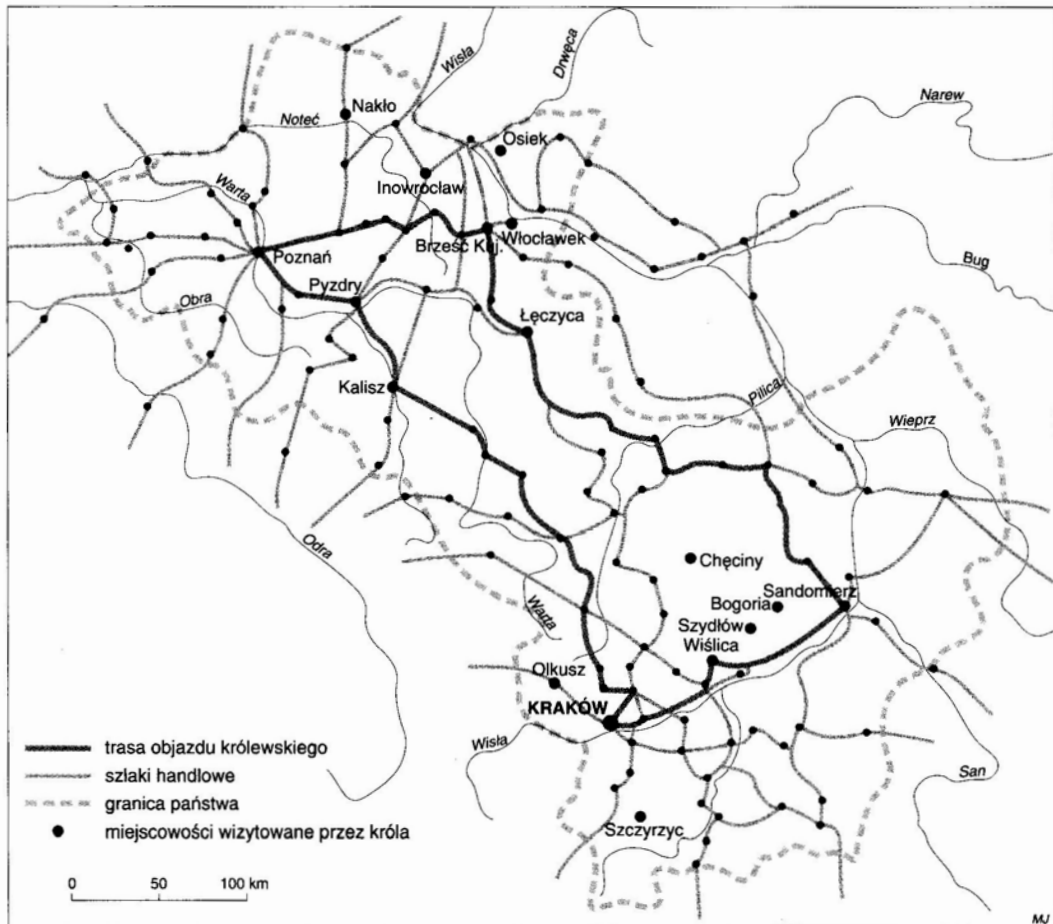 Wisła
Drwęca
Narew
Nakło
Noteć
Osiek
Inowrocław
Warta
Włocławek
Brześć Kuj.
Poznań
Bug
Pyzdry
Obra
Łęczyca
Kalisz
Pilica
Wieprz
Odra
Chęciny
Sandomierz
Bogoria
Warta
Szydłów
Wiślica
Olkusz
KRAKÓW
Wisła
San
trasa objazdu królewskiego
szlaki handlowe
granica państwa
miejscowości wizytowane przez króla
Szczyrzyc
0 50 100 km
MJ